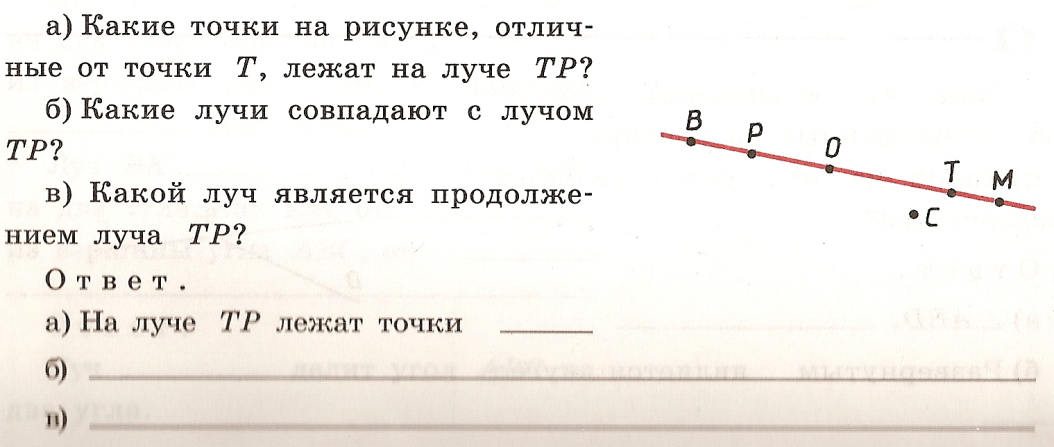 а) Какие точки на рисунке, отлич-
ные от точки T, лежат на луче TP?
б) Какие лучи совпадают с лучом
TP?
в) Какой луч является продолже-
нием луча TP?
Ответ.
а) На луче TP лежат точки
б)
в)
B P O T M
C